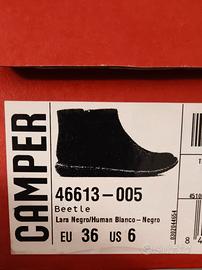 CAMPER
46613-005
Beetle
Lara Negro/Human Blanco-Negro
EU 36 US 6